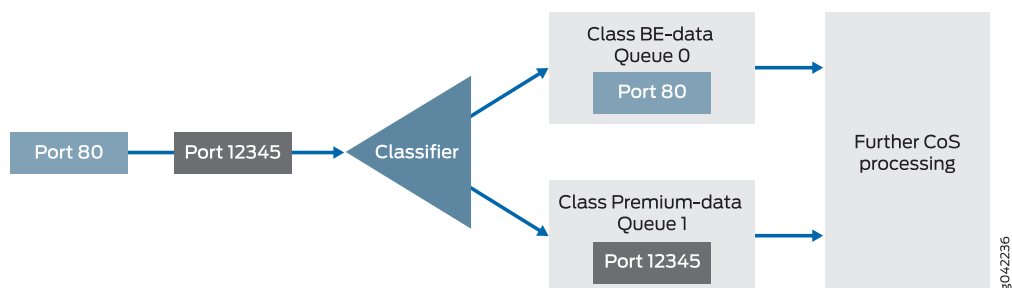 Port 80
Port 12345
Classifier
Class BE-data
Queue 0
Port 80
Class Premium-data
Queue 1
Port 12345
Further CoS
processing
g042236